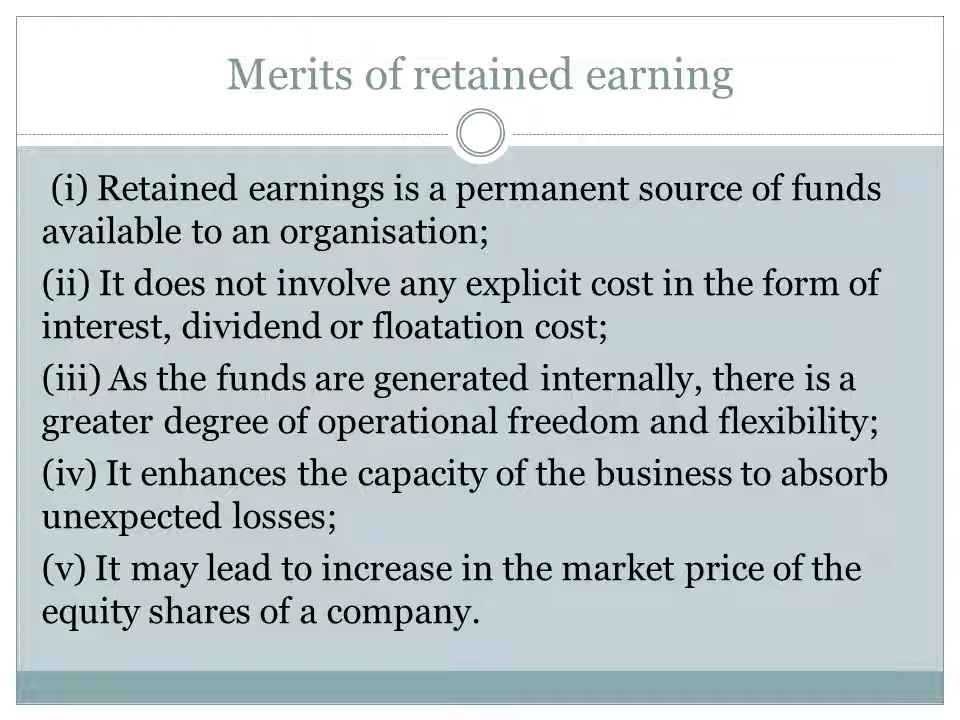 Merits of retained earning
(i) Retained earnings is a permanent source of funds
available to an organisation;
(ii) It does not involve any explicit cost in the form of
interest, dividend or floatation cost;
(iii) As the funds are generated internally, there is a
greater degree of operational freedom and flexibility;
(iv) It enhances the capacity of the business to absorb
unexpected losses;
(v) It may lead to increase in the market price of the
equity shares of a company.